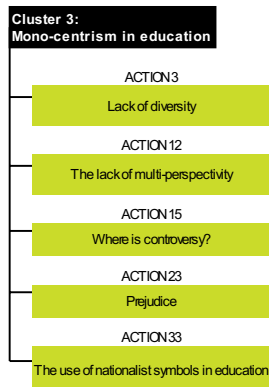 Cluster 3:
Mono-centrism in education
ACTION 3
Lack of diversity
ACTION 12
The lack of multi-perspectivity
ACTION 15
Where is controversy?
ACTION 23
Prejudice
ACTION 33
The use of nationalist symbols in education